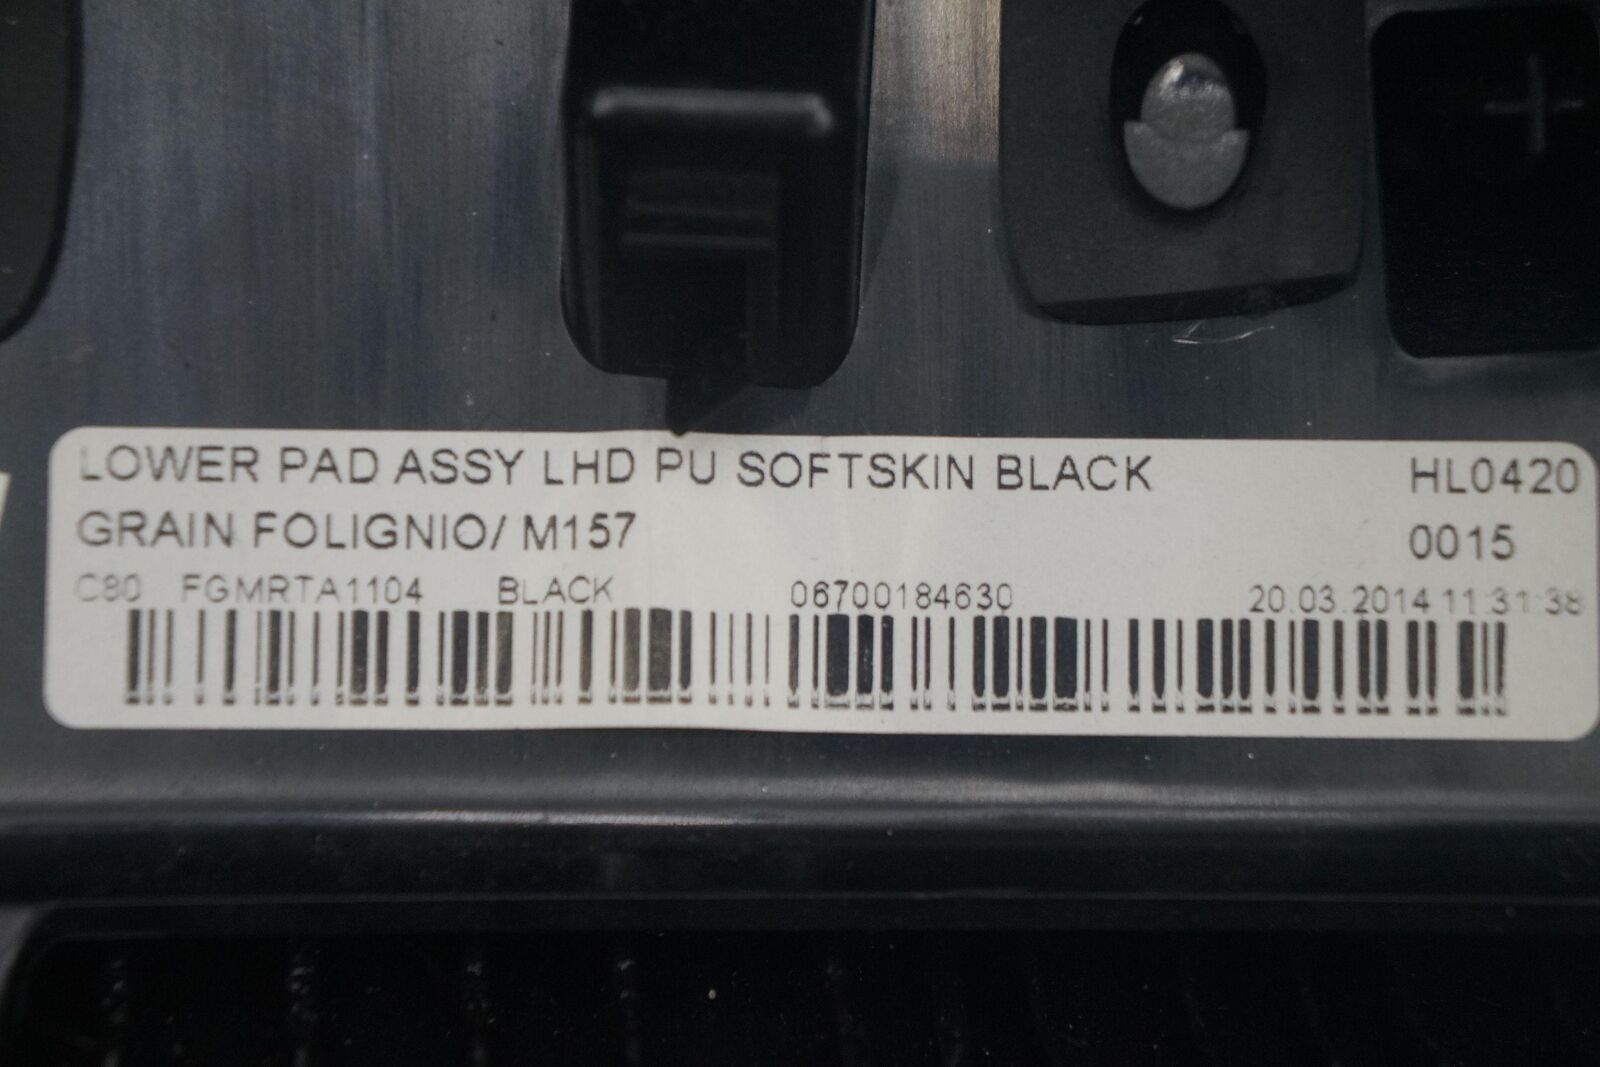 LOWER PAD ASSY LHD PU SOFTSKIN BLACK HL0420
GRAIN FOLIGNIO/ M157 0015
C80 FGMRTA1104 BLACK 06700184630 20.03.2014 11:31:38